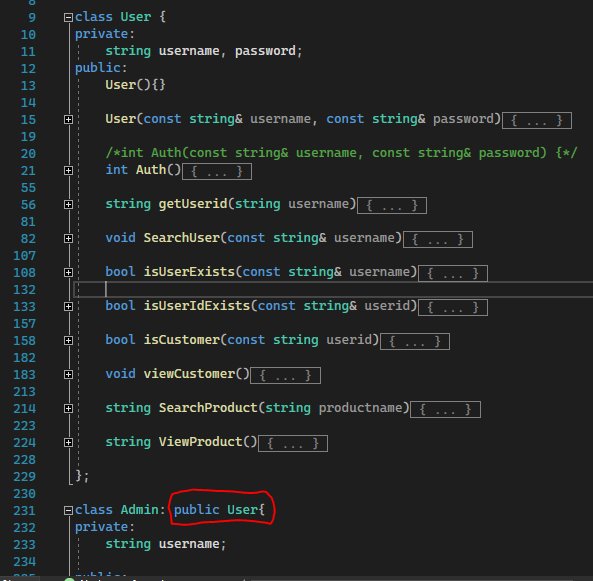 9 class User {
10 private:
11 string username, password;
12 public:
13 User(){}
14
15 User(const string& username, const string& password){ ... }
19
20 /*int Auth(const string& username, const string& password) {*/
21 int Auth(){ ... }
55
56 string getUserid(string username){ ... }
81
82 void SearchUser(const string& username){ ... }
107
108 bool isUserExists(const string& username){ ... }
132
133 bool isUserIdExists(const string& userid){ ... }
157
158 bool isCustomer(const string userid){ ... }
182
183 void viewCustomer(){ ... }
213
214 string SearchProduct(string productname){ ... }
223
224 string ViewProduct(){ ... }
228
229 };
230
231 class Admin: public User{
232 private:
233 string username;
234